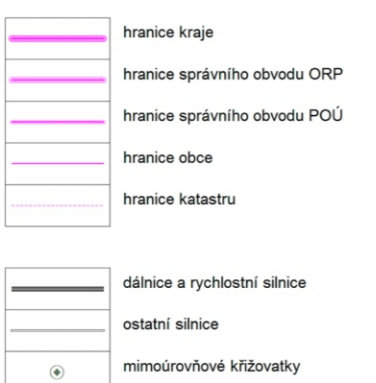 hranice kraje
hranice správního obvodu ORP
hranice správního obvodu POÚ
hranice obce
hranice katastru
dálnice a rychlostní silnice
ostatní silnice
mimoúrovňové křižovatky